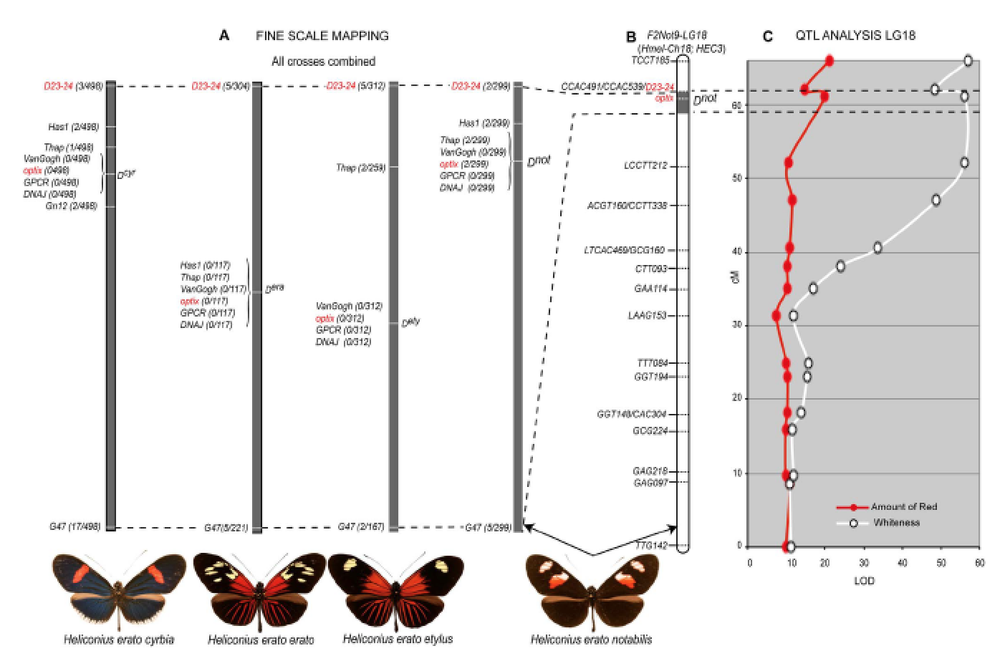 A FINE SCALE MAPPING
All crosses combined
D23-24 (3/498)
Has1 (2/498)
Thap (1/498)
VanGogh (0/498)
optix (0498)
GPCR (0/498)
DNAJ (0/498)
Gn12 (2/498)
Dcyr
G47 (17/498)
Heliconius erato cyrbia
D23-24 (5/304)
Has1 (0/117)
Thap (0/117)
VanGogh (0/117)
optix (0/117)
GPCR (0/117)
DNAJ (0/117)
Dera
G47(5/221)
Heliconius erato erato
D23-24 (5/312)
Thap (2/259)
VanGogh (0/312)
optix (0/312)
GPCR (0/312)
DNAJ (0/312)
Dety
G47 (2/167)
Heliconius erato etylus
D23-24 (2/299)
Has1 (2/299)
Thap (2/299)
VanGogh (0/299)
optix (2/299)
GPCR (0/299)
DNAJ (0/299)
Dnot
G47 (5/299)
Heliconius erato notabilis
B F2Not9-LG18
(Hmel-Ch18; HEC3)
TCCT185
CCAC491/CCAC539/D23-24
optix
Dnot
LCCTT212
ACGT160/CCTT338
LTCAC469/GCG160
CTT093
GAA114
LAAG153
TTT084
GGT194
GGT148/CAC304
GCG224
GAG218
GAG097
TTG142
C QTL ANALYSIS LG18
60
50
40
cM
30
20
10
0
Amount of Red
Whiteness
0 10 20 30 40 50 60
LOD